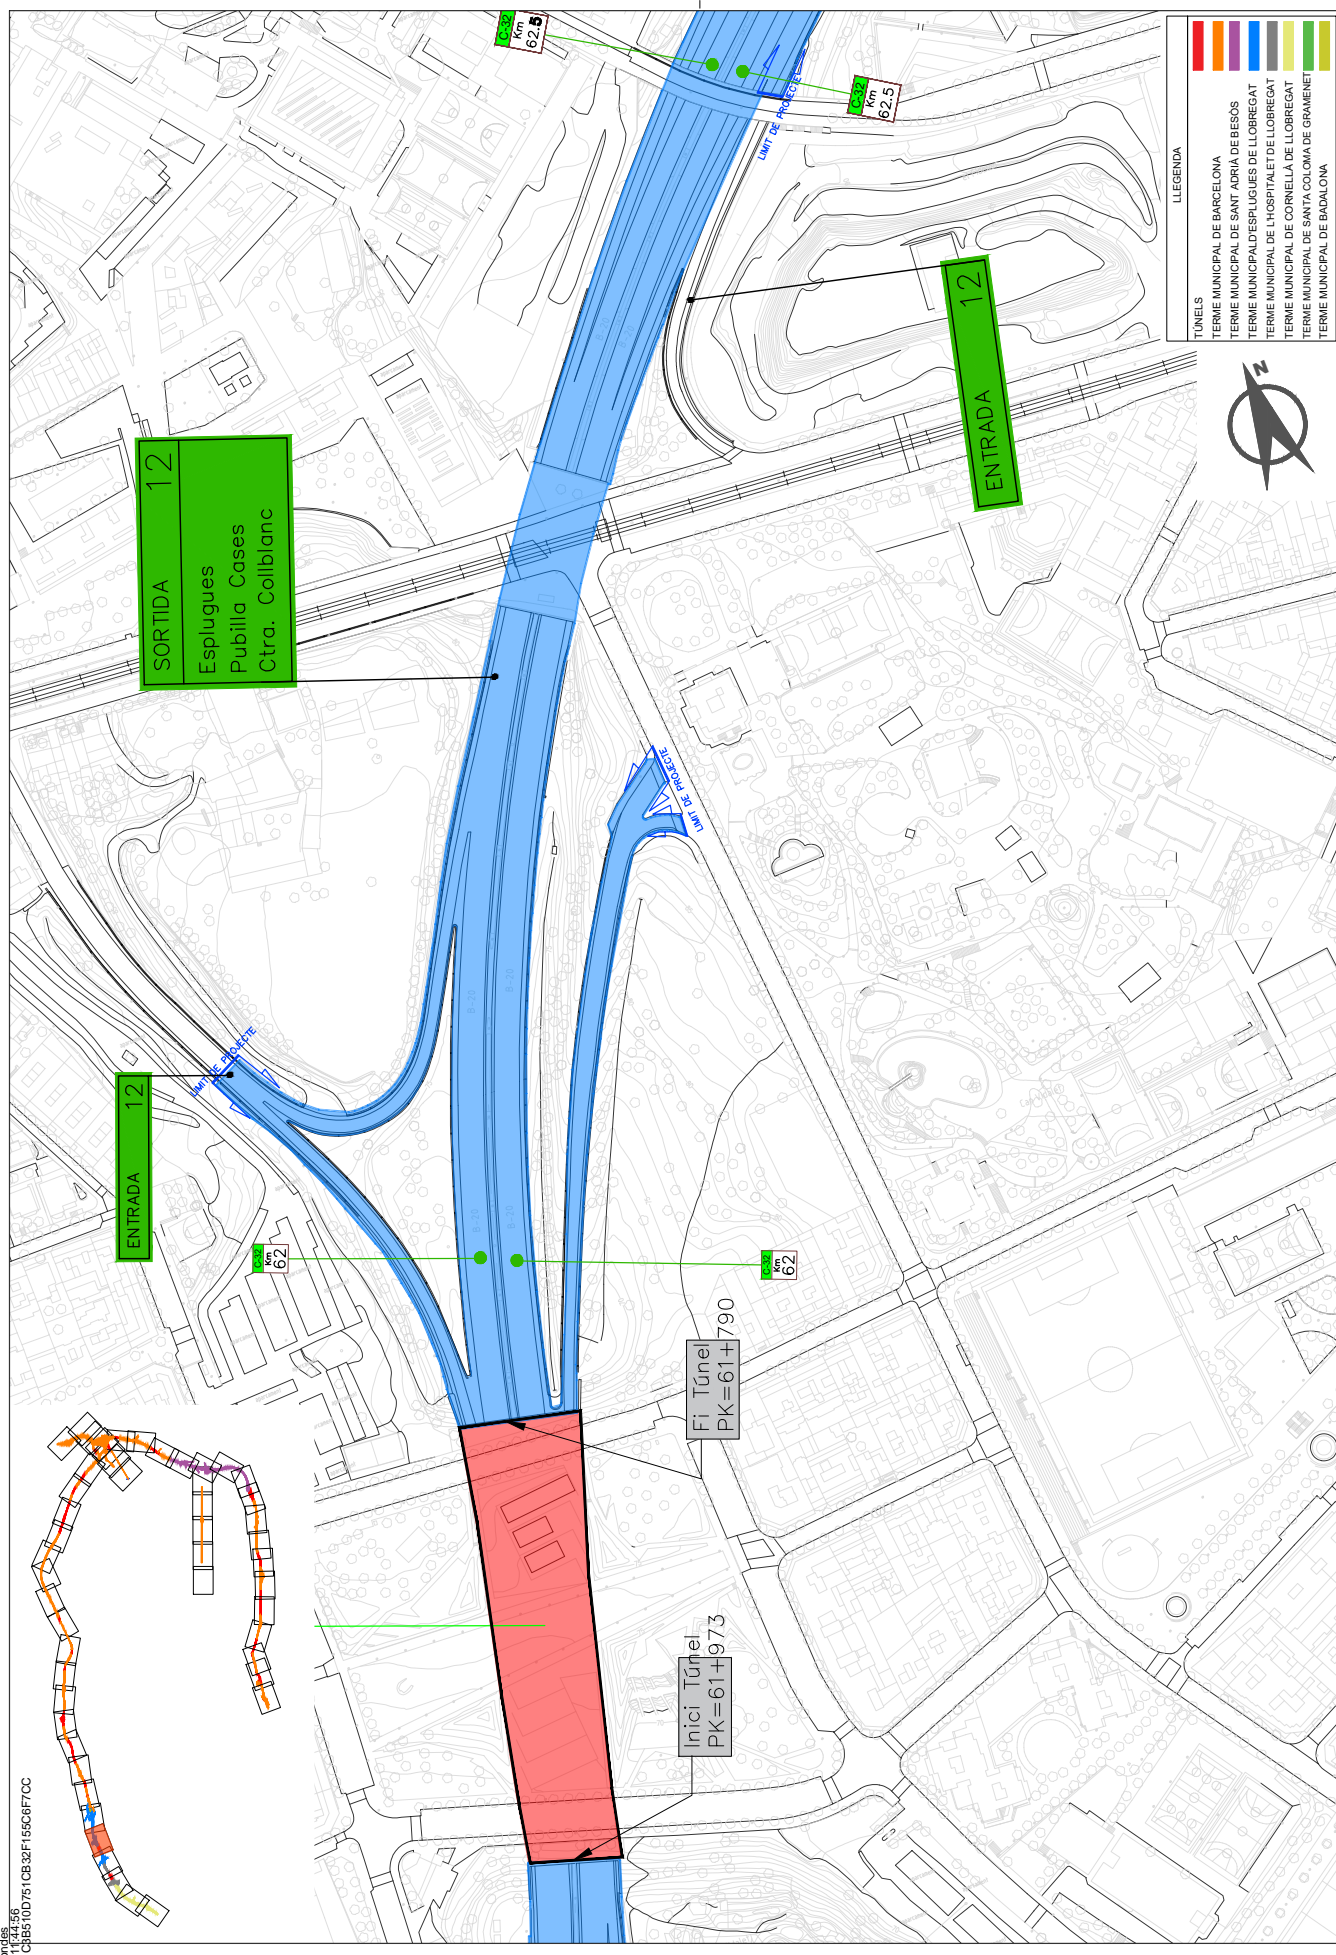 C-32
Km
62.5
C-32
Km
62.5
LIMIT DE PROJECTE
LLEGENDA
TÚNELS
TERME MUNICIPAL DE BARCELONA
TERME MUNICIPAL DE SANT ADRIÀ DE BESÒS
TERME MUNICIPAL D'ESPLUGUES DE LLOBREGAT
TERME MUNICIPAL DE L'HOSPITALET DE LLOBREGAT
TERME MUNICIPAL DE CORNELLÀ DE LLOBREGAT
TERME MUNICIPAL DE SANTA COLOMA DE GRAMENET
TERME MUNICIPAL DE BADALONA
N
ENTRADA 12
SORTIDA 12
Esplugues
Pubilla Cases
Ctra. Collblanc
LIMIT DE PROJECTE
LIMIT DE PROJECTE
ENTRADA 12
B-20
B-20
B-20
B-20
C-32
Km
62
C-32
Km
62
Fi Túnel
PK=61+790
Inici Túnel
PK=61+973
11:44:56
C3B510D751CB32F155C6F7CC